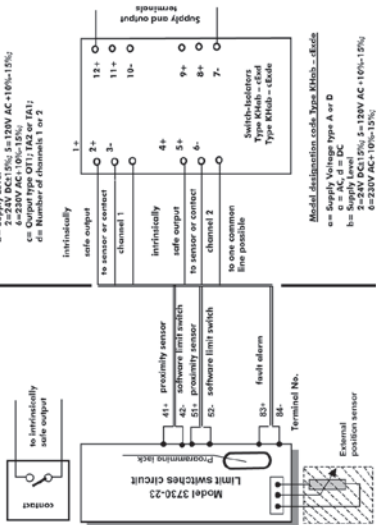 2=24V DC±15%; 5=120V AC +10%-15%;
6=230V AC+10%-15%;
c= Output type OT1; TA2 or TA1;
d= Number of channels 1 or 2
Supply and output
terminals
12+
11+
10-
9+
8+
7-
1+
2+
3-
4+
5+
6-
Switch-Isolators
Type KHab – cExd
Type KHab – cExde
intrinsically
safe output
to sensor or contact
channel 1
intrinsically
safe output
to sensor or contact
channel 2
to one common
line possible
Model designation code Type KHab – cExde
a= Supply Voltage type A or D
b= Supply Level
2=24V DC±15%; 5=120V AC +10%-15%;
6=230V AC+10%-15%;
to intrinsically
safe output
contact
41+
42-
51+
52-
83+
84-
proximity sensor
software limit switch
proximity sensor
software limit switch
fault alarm
Terminal No.
Programming jack
Model 3730-23
Limit switches circuit
External
position sensor